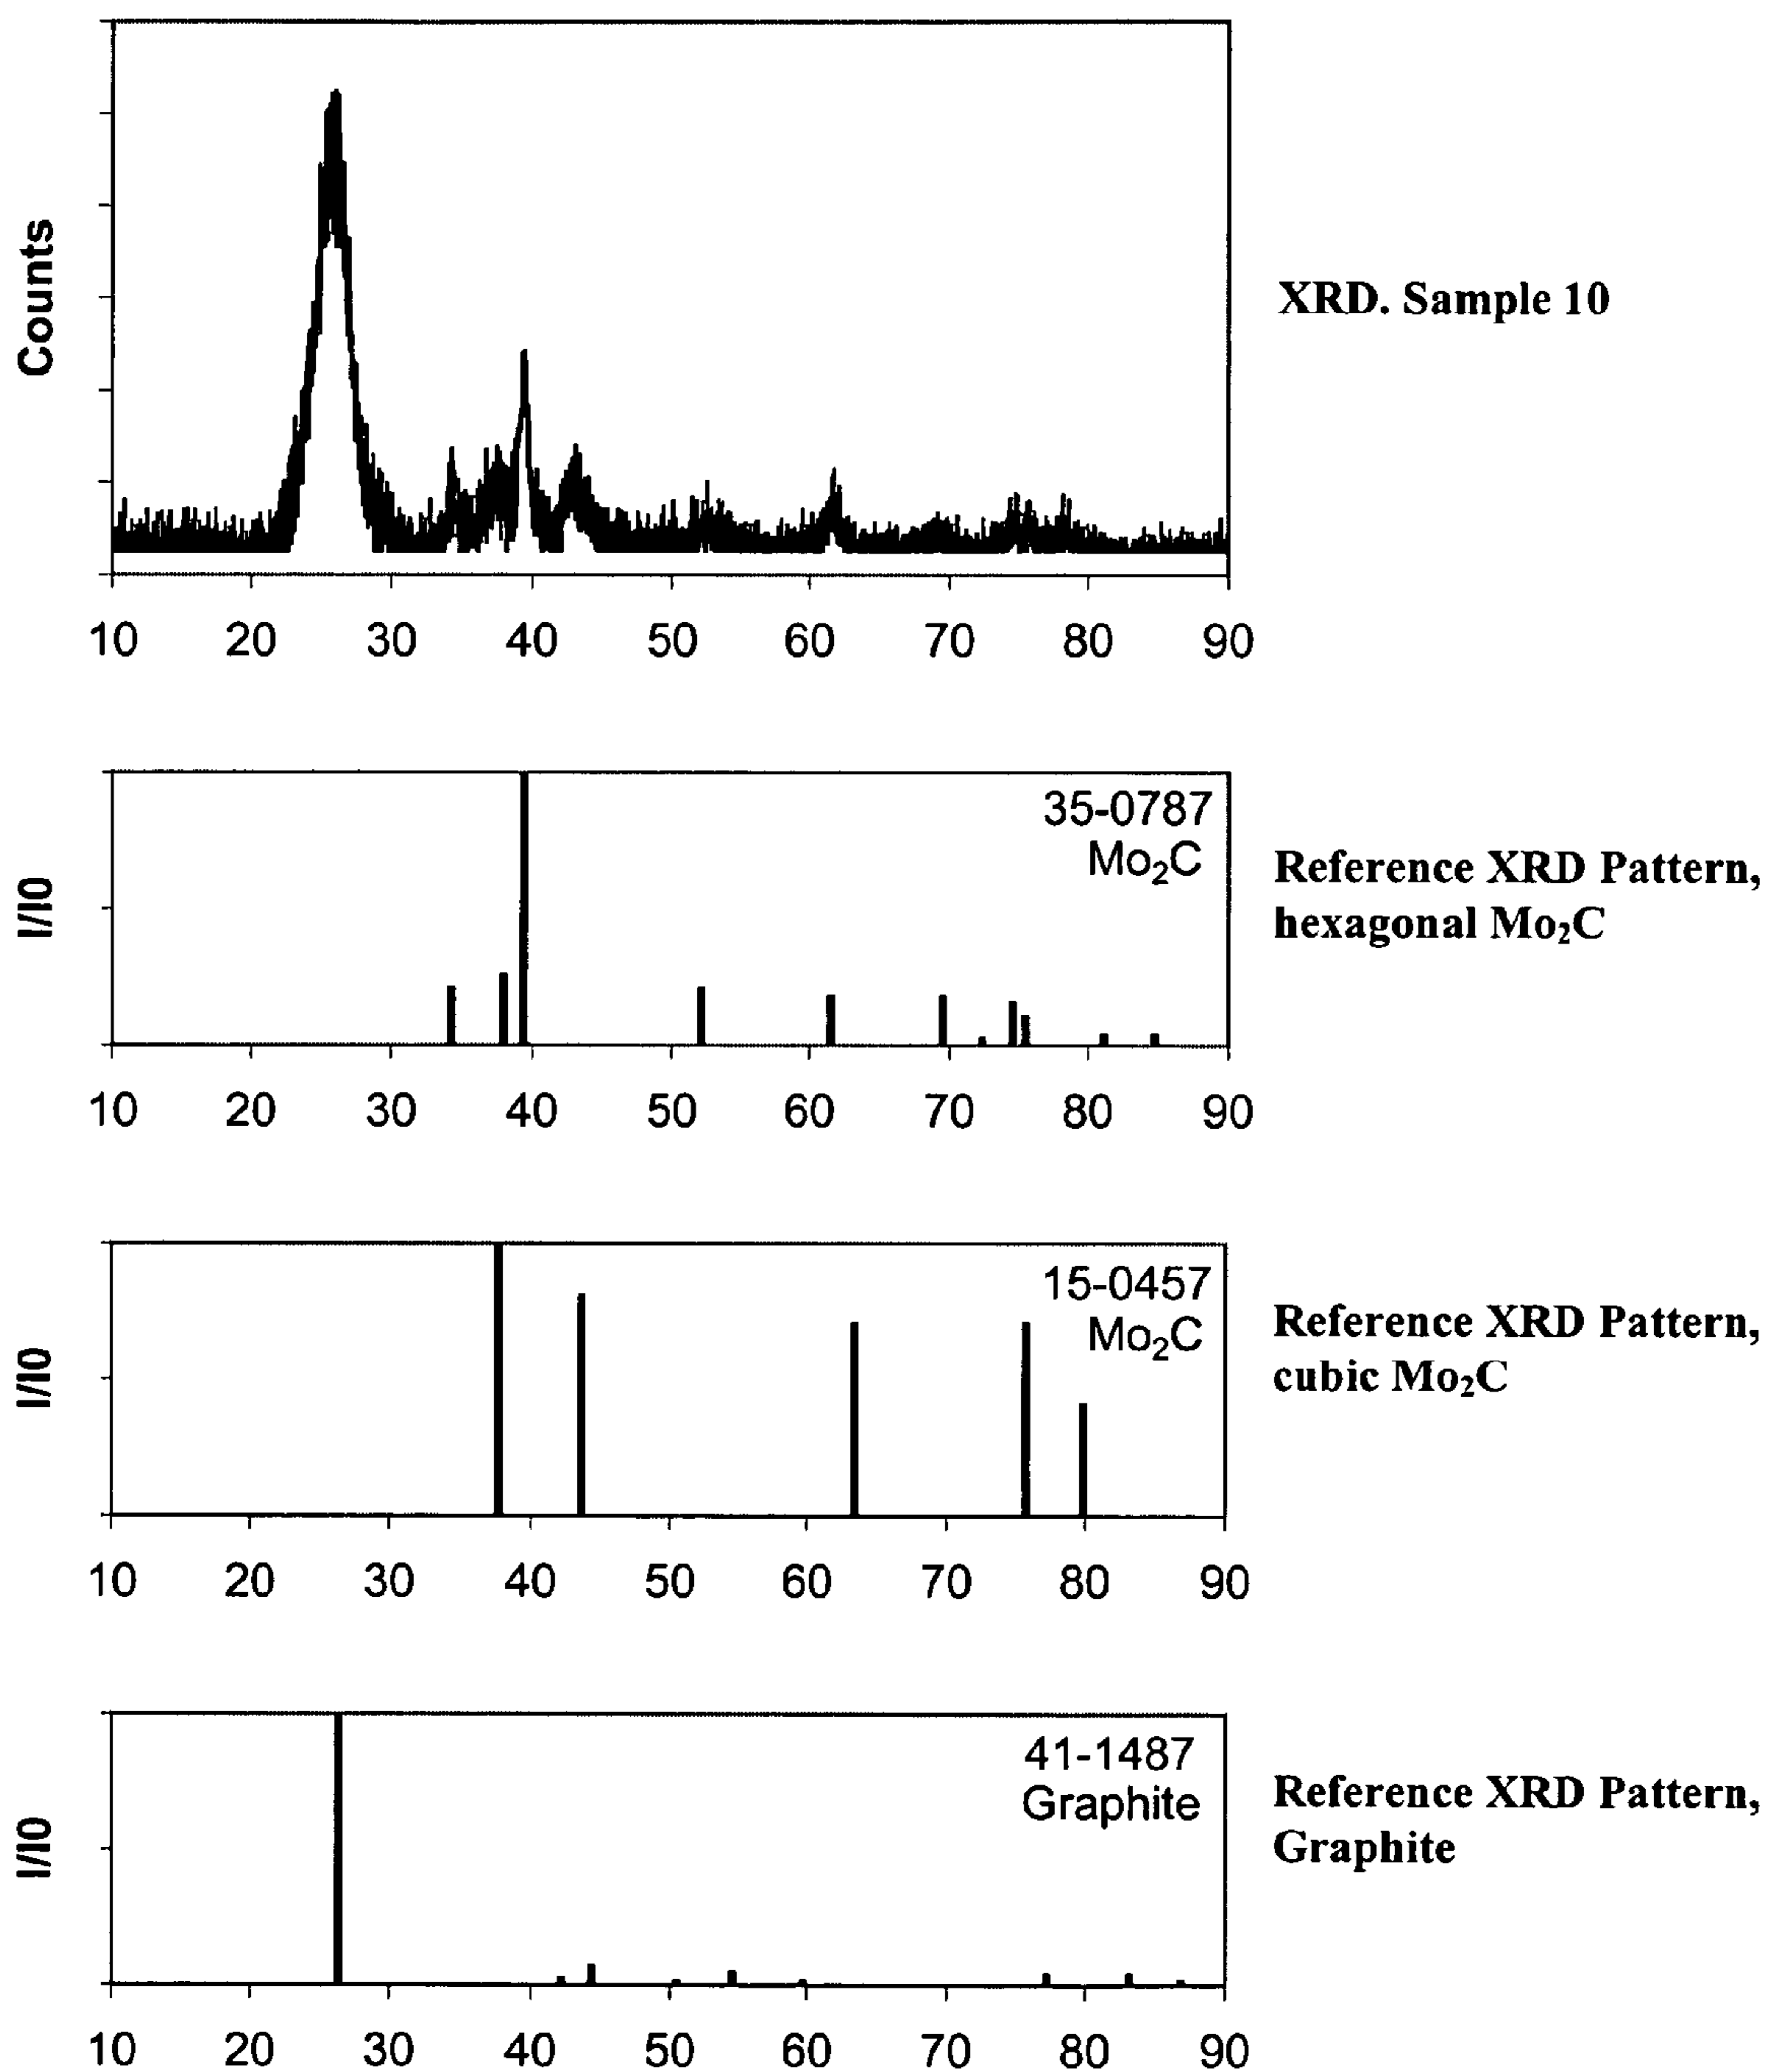 Counts
XRD. Sample 10
10 20 30 40 50 60 70 80 90
I/I0
35-0787
Mo₂C
Reference XRD Pattern,
hexagonal Mo₂C
10 20 30 40 50 60 70 80 90
I/I0
15-0457
Mo₂C
Reference XRD Pattern,
cubic Mo₂C
10 20 30 40 50 60 70 80 90
I/I0
41-1487
Graphite
Reference XRD Pattern,
Graphite
10 20 30 40 50 60 70 80 90